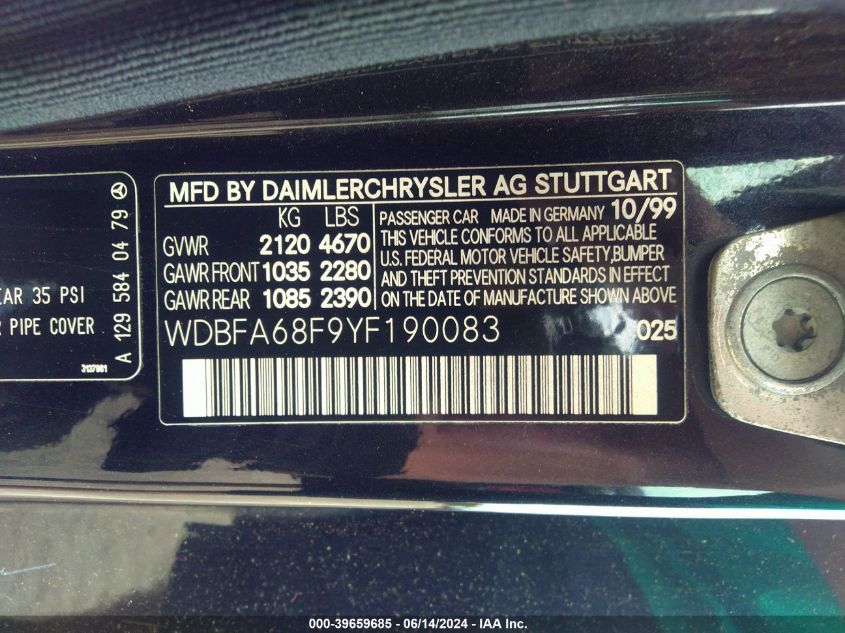 EAR 35 PSI
PIPE COVER
A 129 584 04 79
3137861
MFD BY DAIMLERCHRYSLER AG STUTTGART
KG LBS
GVWR 2120 4670
GAWR FRONT 1035 2280
GAWR REAR 1085 2390
PASSENGER CAR MADE IN GERMANY 10/99
THIS VEHICLE CONFORMS TO ALL APPLICABLE
U.S. FEDERAL MOTOR VEHICLE SAFETY, BUMPER
AND THEFT PREVENTION STANDARDS IN EFFECT
ON THE DATE OF MANUFACTURE SHOWN ABOVE
WDBFA68F9YF190083 025
000-39659685 - 06/14/2024 - IAA Inc.